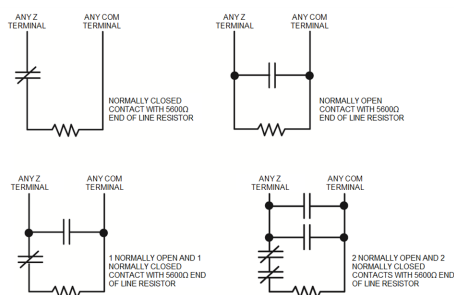 ANY Z
TERMINAL
ANY COM
TERMINAL
NORMALLY CLOSED
CONTACT WITH 5600Ω
END OF LINE RESISTOR
ANY Z
TERMINAL
ANY COM
TERMINAL
NORMALLY OPEN
CONTACT WITH 5600Ω
END OF LINE RESISTOR
ANY Z
TERMINAL
ANY COM
TERMINAL
1 NORMALLY OPEN AND 1
NORMALLY CLOSED
CONTACT WITH 5600Ω END
OF LINE RESISTOR
ANY Z
TERMINAL
ANY COM
TERMINAL
2 NORMALLY OPEN AND 2
NORMALLY CLOSED
CONTACTS WITH 5600Ω END
OF LINE RESISTOR